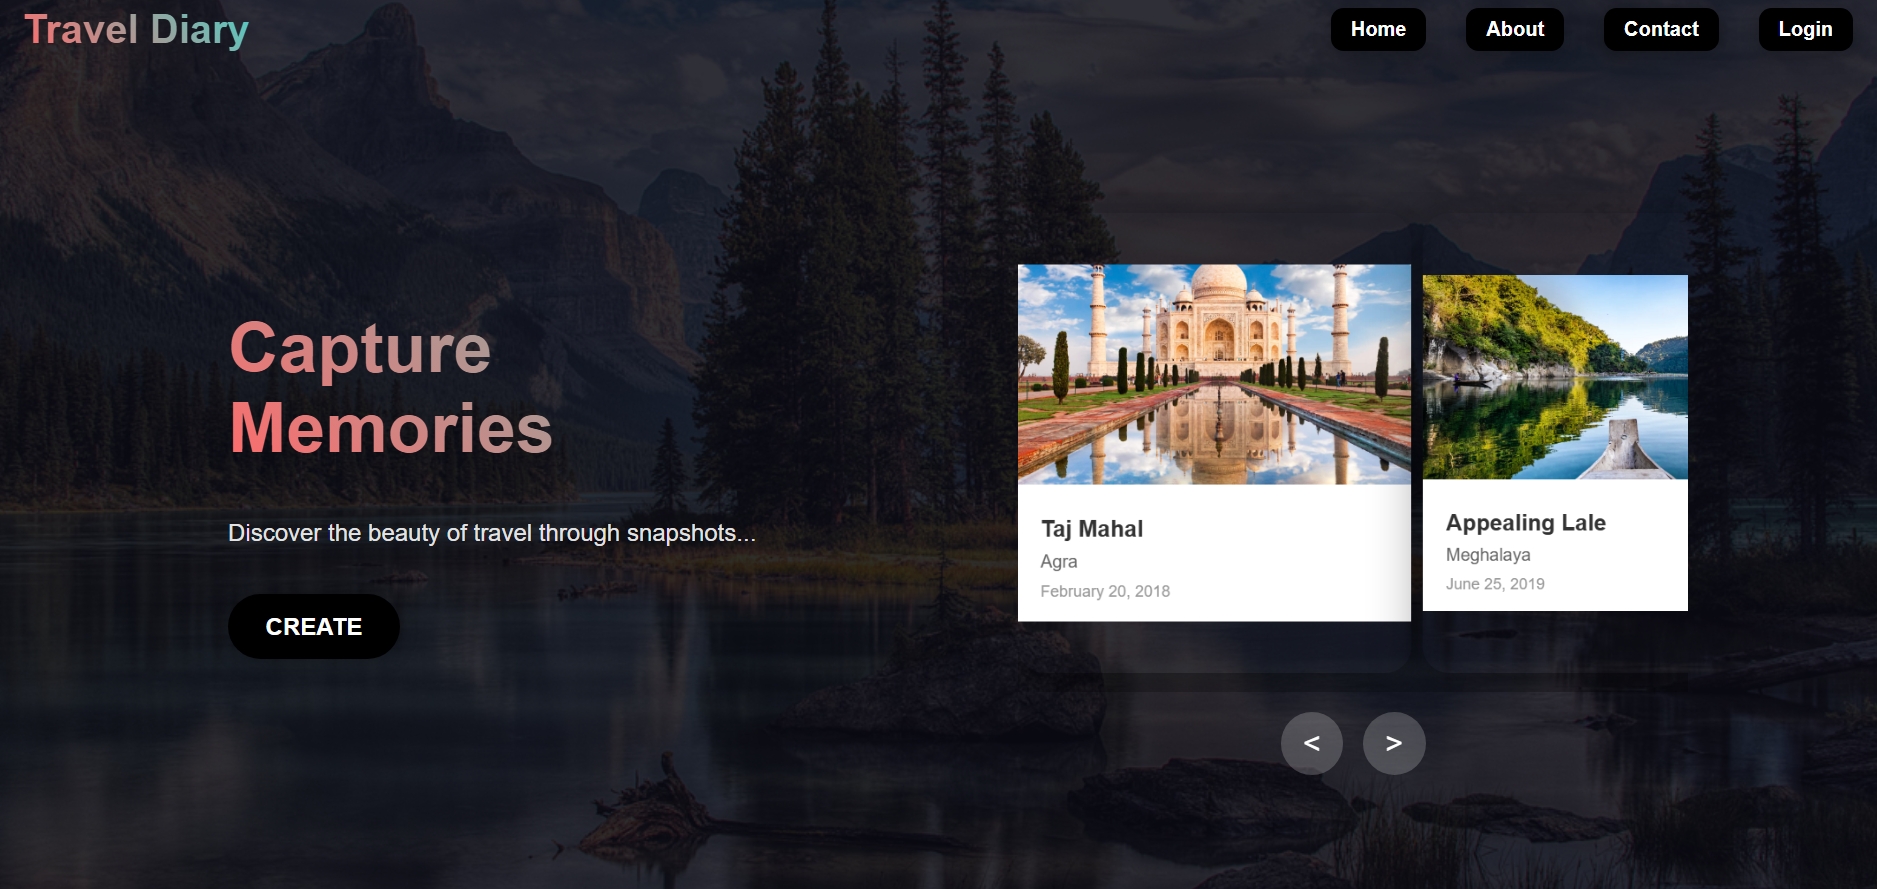 Travel Diary
Home
About
Contact
Login
Capture
Memories
Discover the beauty of travel through snapshots...
CREATE
Taj Mahal
Agra
February 20, 2018
Appealing Lale
Meghalaya
June 25, 2019
< >